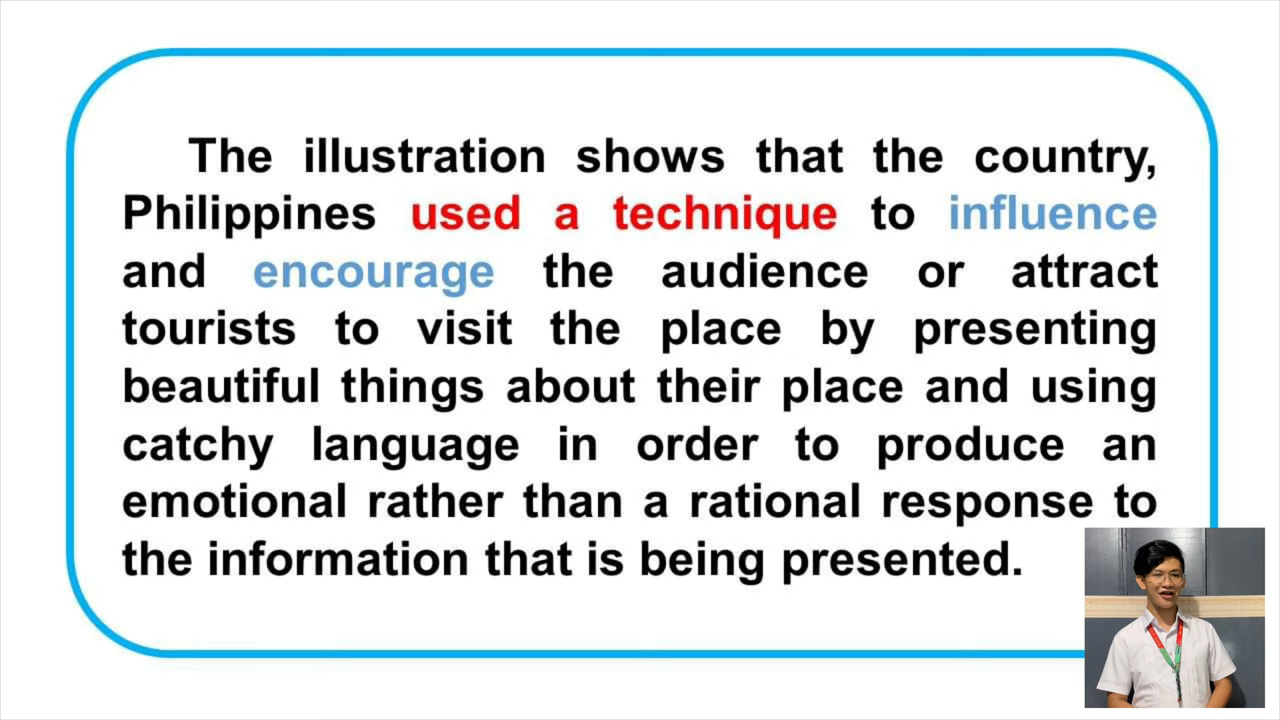 The illustration shows that the country,
Philippines used a technique to influence
and encourage the audience or attract
tourists to visit the place by presenting
beautiful things about their place and using
catchy language in order to produce an
emotional rather than a rational response to
the information that is being presented.